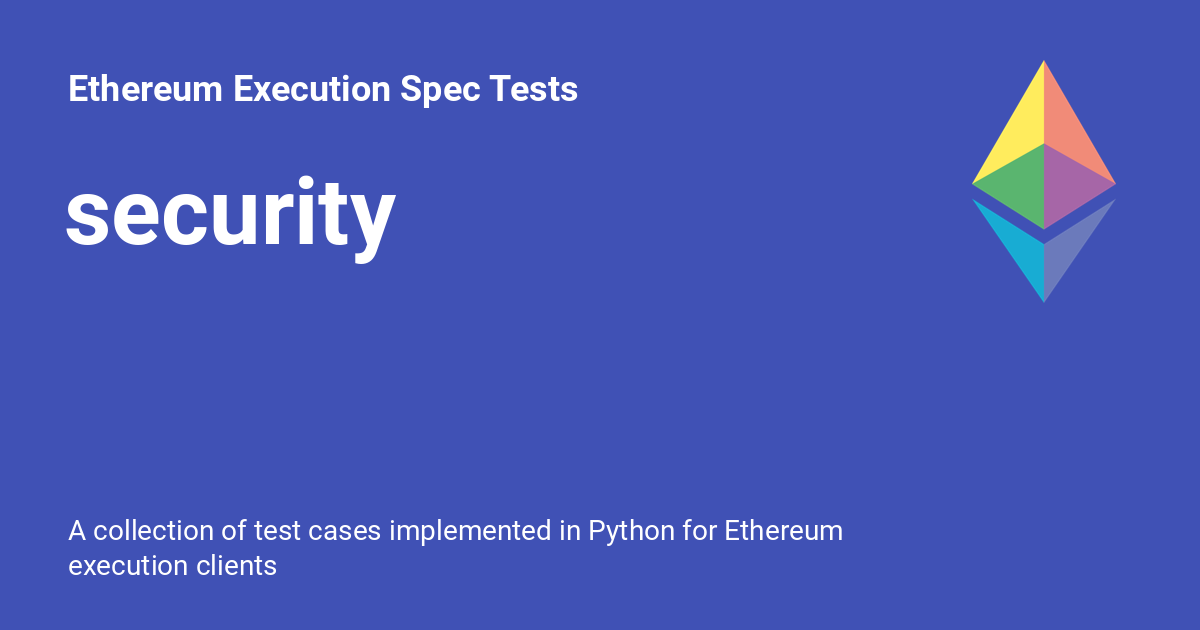 Ethereum Execution Spec Tests
security
A collection of test cases implemented in Python for Ethereum
execution clients